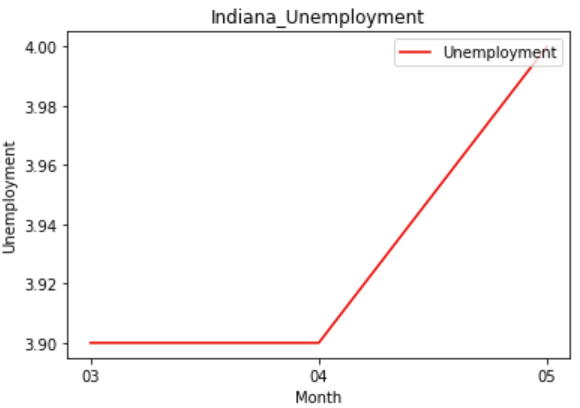 Indiana_Unemployment
Unemployment
4.00
3.98
3.96
3.94
3.92
3.90
Unemployment
03 04 05
Month